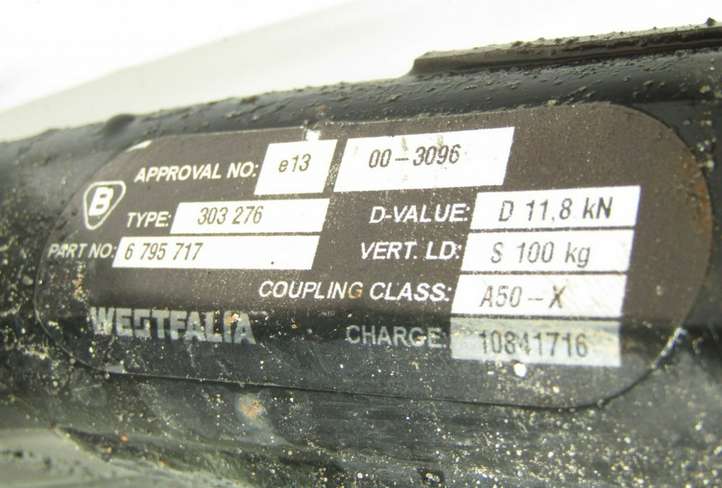 APPROVAL NO: e13 00-3096
B
TYPE: 303 276 D-VALUE: D 11,8 kN
PART NO: 6 795 717 VERT. LD: S 100 kg
COUPLING CLASS: A50-X
WESTFALIA CHARGE: 10841716